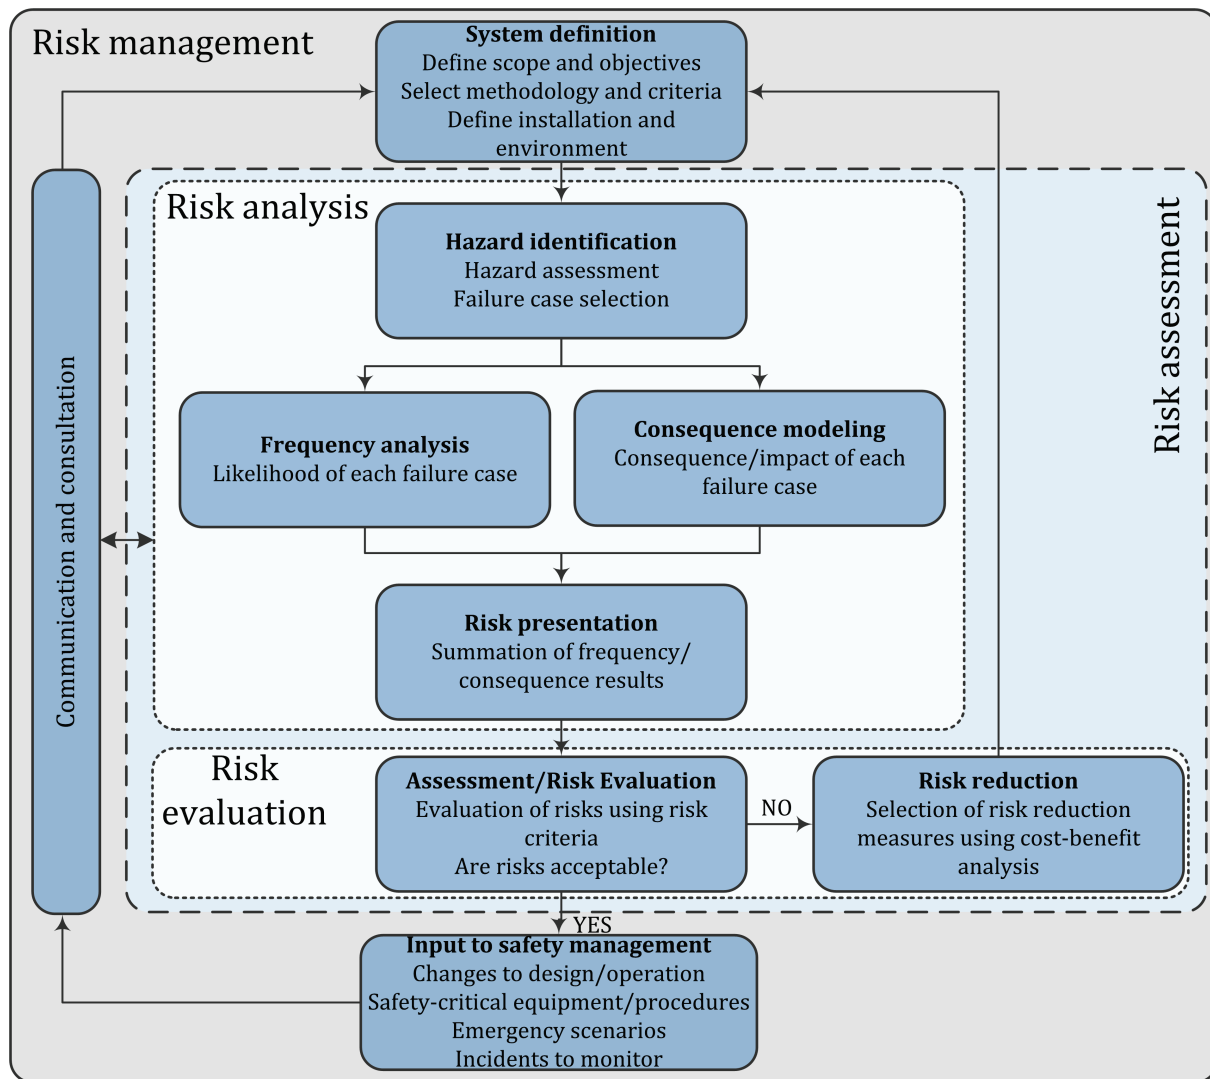 Risk management
System definition
Define scope and objectives
Select methodology and criteria
Define installation and
environment
Risk analysis
Hazard identification
Hazard assessment
Failure case selection
Risk assessment
Communication and consultation
Frequency analysis
Likelihood of each failure case
Consequence modeling
Consequence/impact of each
failure case
Risk presentation
Summation of frequency/
consequence results
Risk
evaluation
Assessment/Risk Evaluation
Evaluation of risks using risk
criteria
Are risks acceptable?
NO
Risk reduction
Selection of risk reduction
measures using cost-benefit
analysis
YES
Input to safety management
Changes to design/operation
Safety-critical equipment/procedures
Emergency scenarios
Incidents to monitor